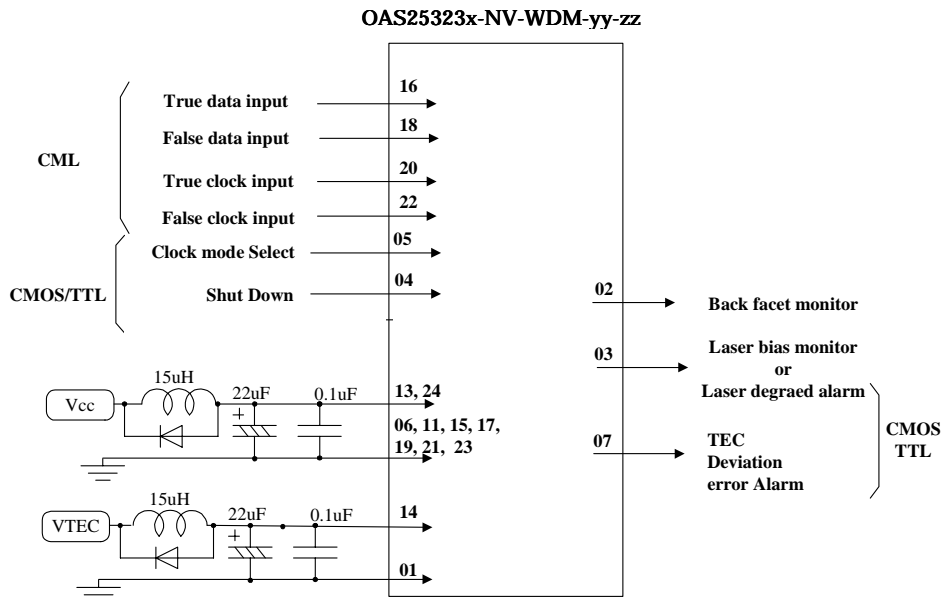 OAS25323x-NV-WDM-yy-zz
16
True data input
18
False data input
CML
20
True clock input
22
False clock input
05
Clock mode Select
04
CMOS/TTL
Shut Down
02
Back facet monitor
03
Laser bias monitor
or
Laser degraed alarm
15uH
22uF
0.1uF
13, 24
Vcc
+
06, 11, 15, 17,
19, 21, 23
07
TEC
Deviation
error Alarm
CMOS
TTL
15uH
22uF
0.1uF
14
VTEC
+
01